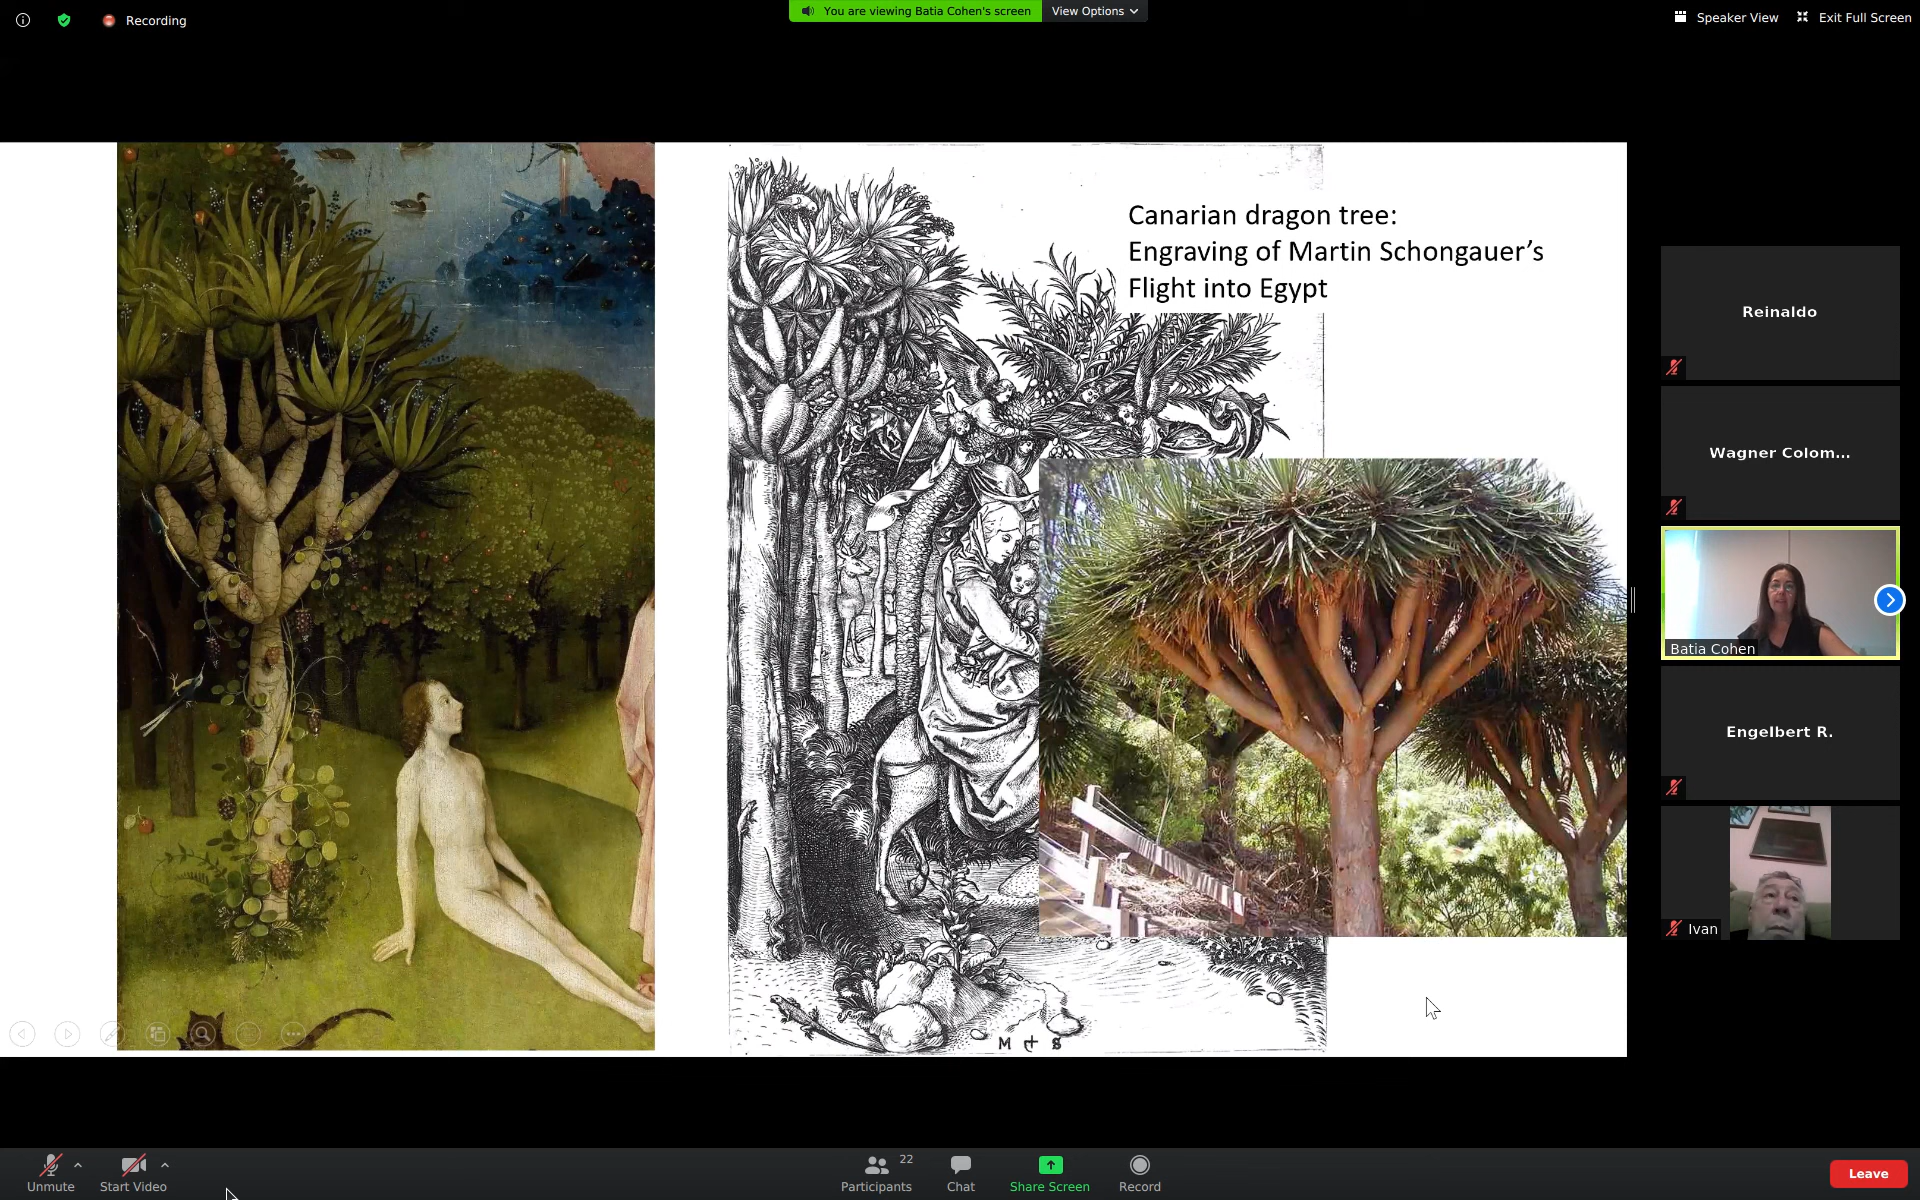 Recording
You are viewing Batia Cohen's screen
View Options
Speaker View
Exit Full Screen
Canarian dragon tree:
Engraving of Martin Schongauer’s
Flight into Egypt
M S
Reinaldo
Wagner Colom...
Batia Cohen
Engelbert R.
Ivan
Unmute
Start Video
22
Participants
Chat
Share Screen
Record
Leave